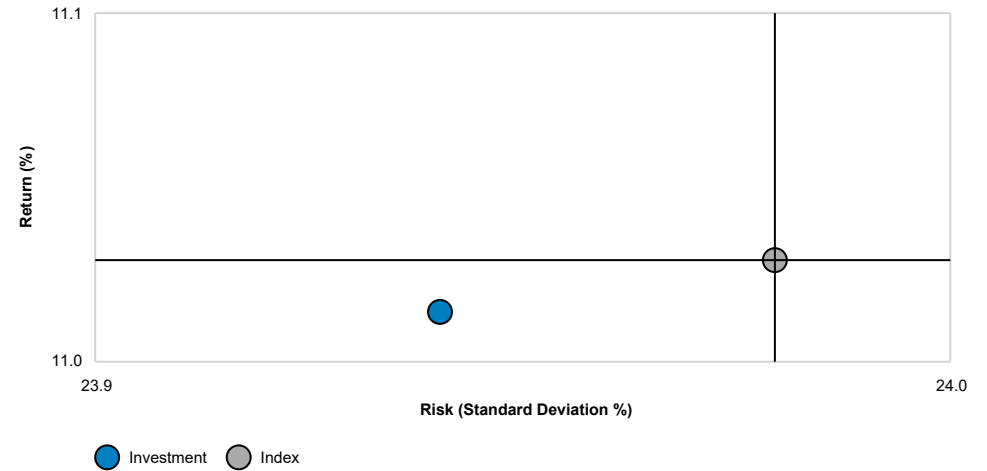 11.1
Return (%)
11.0
23.9
24.0
Risk (Standard Deviation %)
Investment
Index